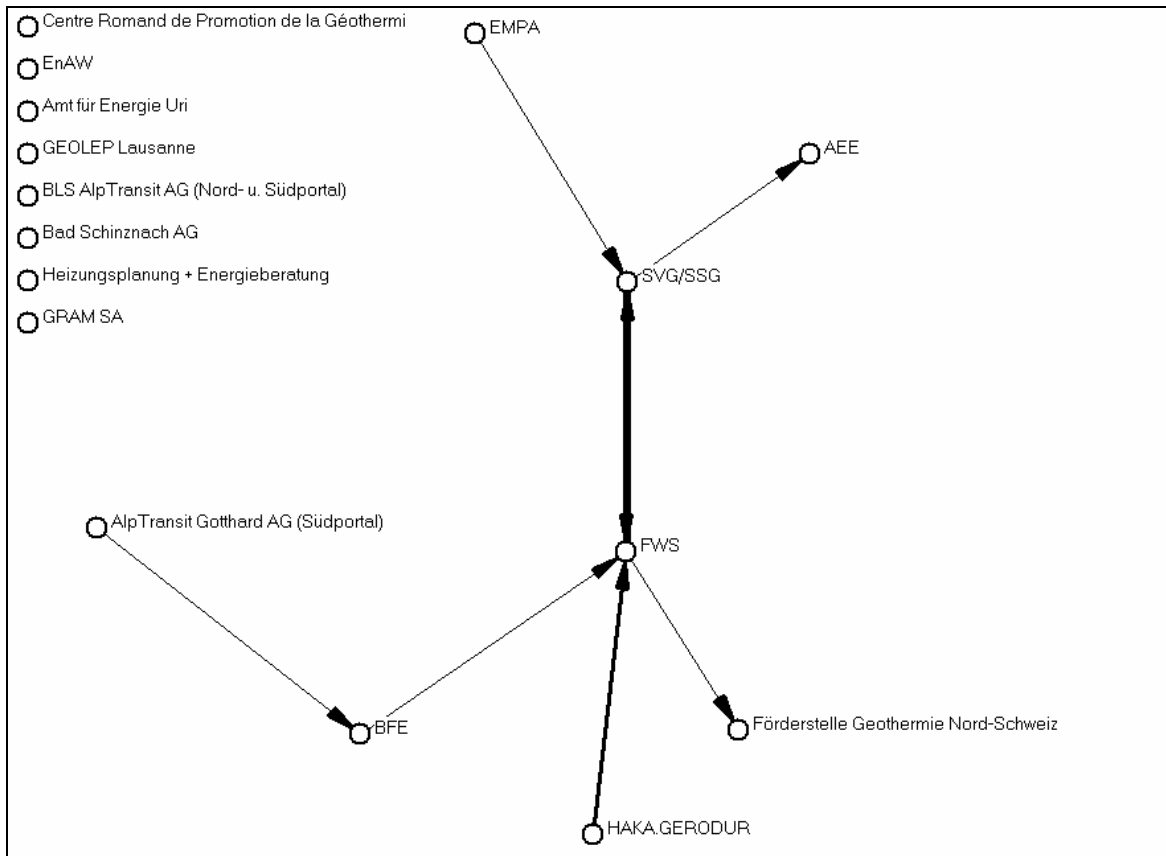 Centre Romand de Promotion de la Géothermi
EnAW
Amt für Energie Uri
GEOLEP Lausanne
BLS AlpTransit AG (Nord- u. Südportal)
Bad Schinznach AG
Heizungsplanung + Energieberatung
GRAM SA
EMPA
AEE
SVG/SSG
AlpTransit Gotthard AG (Südportal)
FWS
BFE
Förderstelle Geothermie Nord-Schweiz
HAKA.GERODUR